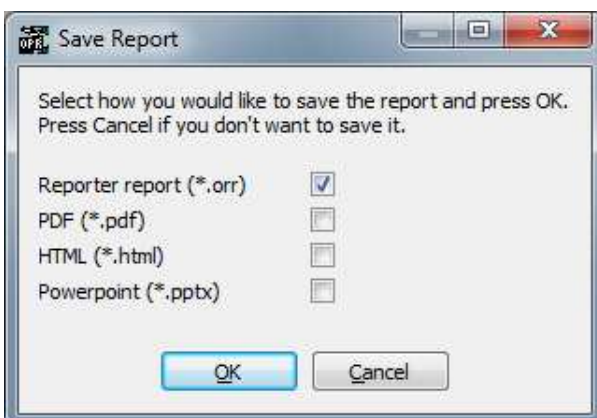 Save Report
Select how you would like to save the report and press OK.
Press Cancel if you don't want to save it.
Reporter report (*.orr)
PDF (*.pdf)
HTML (*.html)
Powerpoint (*.pptx)
OK
Cancel